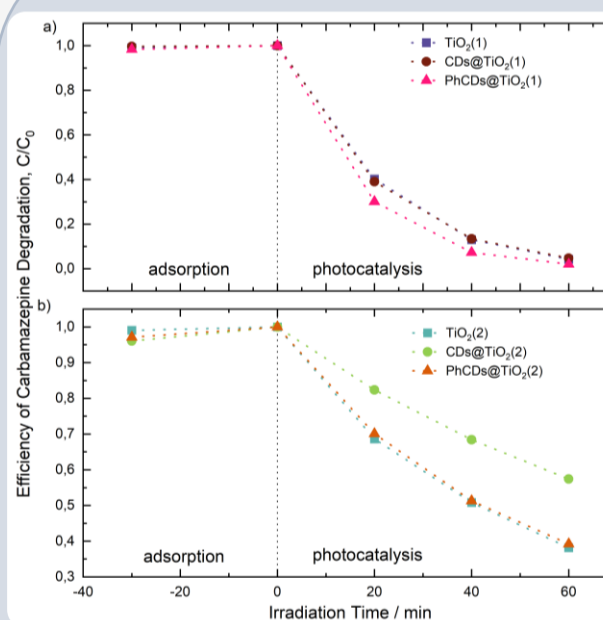 a)
1,0
0,8
0,6
0,4
0,2
0,0
TiO₂(1)
CDs@TiO₂(1)
PhCDs@TiO₂(1)
adsorption photocatalysis
Efficiency of Carbamazepine Degradation, C/C₀
b)
1,0
0,9
0,8
0,7
0,6
0,5
0,4
0,3
TiO₂(2)
CDs@TiO₂(2)
PhCDs@TiO₂(2)
adsorption photocatalysis
-40 -20 0 20 40 60
Irradiation Time / min